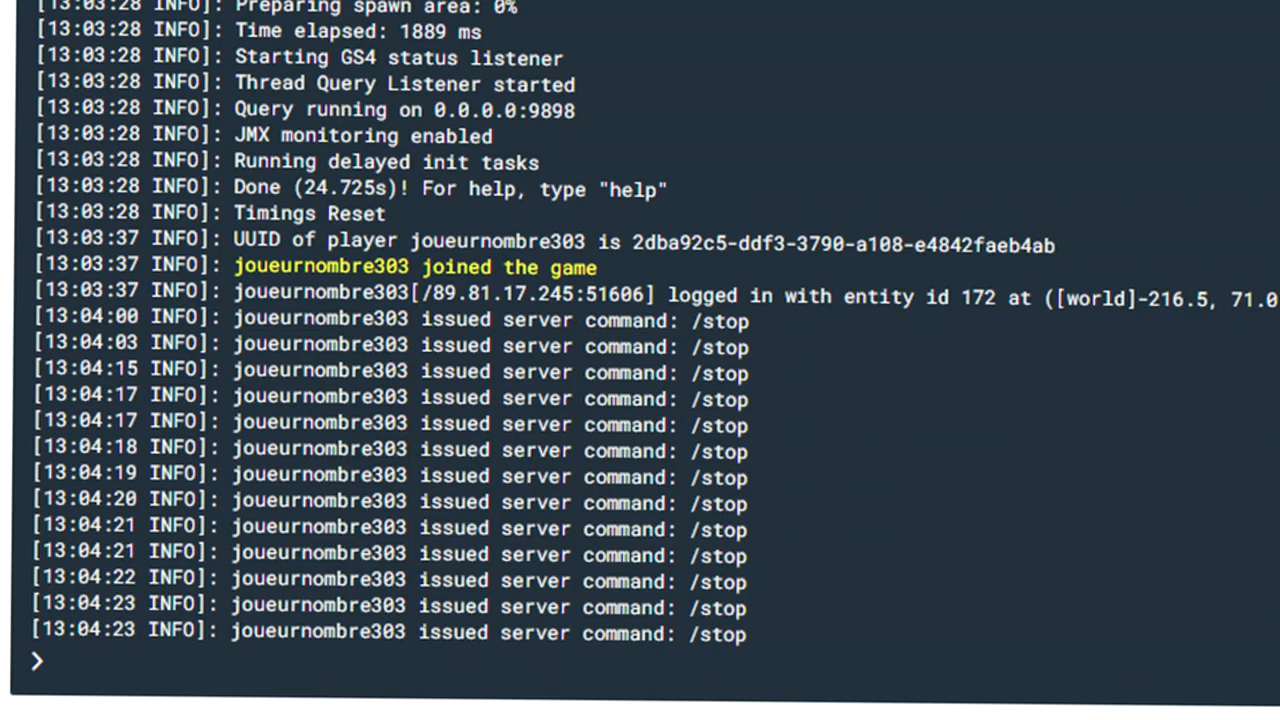 [13:03:28 INFO]: Preparing spawn area: 0%
[13:03:28 INFO]: Time elapsed: 1889 ms
[13:03:28 INFO]: Starting GS4 status listener
[13:03:28 INFO]: Thread Query Listener started
[13:03:28 INFO]: Query running on 0.0.0.0:9898
[13:03:28 INFO]: JMX monitoring enabled
[13:03:28 INFO]: Running delayed init tasks
[13:03:28 INFO]: Done (24.725s)! For help, type "help"
[13:03:28 INFO]: Timings Reset
[13:03:37 INFO]: UUID of player joueurnombre303 is 2dba92c5-ddf3-3790-a108-e4842faeb4ab
[13:03:37 INFO]: joueurnombre303 joined the game
[13:03:37 INFO]: joueurnombre303[/89.81.17.245:51606] logged in with entity id 172 at ([world]-216.5, 71.0
[13:04:00 INFO]: joueurnombre303 issued server command: /stop
[13:04:03 INFO]: joueurnombre303 issued server command: /stop
[13:04:15 INFO]: joueurnombre303 issued server command: /stop
[13:04:17 INFO]: joueurnombre303 issued server command: /stop
[13:04:17 INFO]: joueurnombre303 issued server command: /stop
[13:04:18 INFO]: joueurnombre303 issued server command: /stop
[13:04:19 INFO]: joueurnombre303 issued server command: /stop
[13:04:20 INFO]: joueurnombre303 issued server command: /stop
[13:04:21 INFO]: joueurnombre303 issued server command: /stop
[13:04:21 INFO]: joueurnombre303 issued server command: /stop
[13:04:22 INFO]: joueurnombre303 issued server command: /stop
[13:04:23 INFO]: joueurnombre303 issued server command: /stop
[13:04:23 INFO]: joueurnombre303 issued server command: /stop
❯